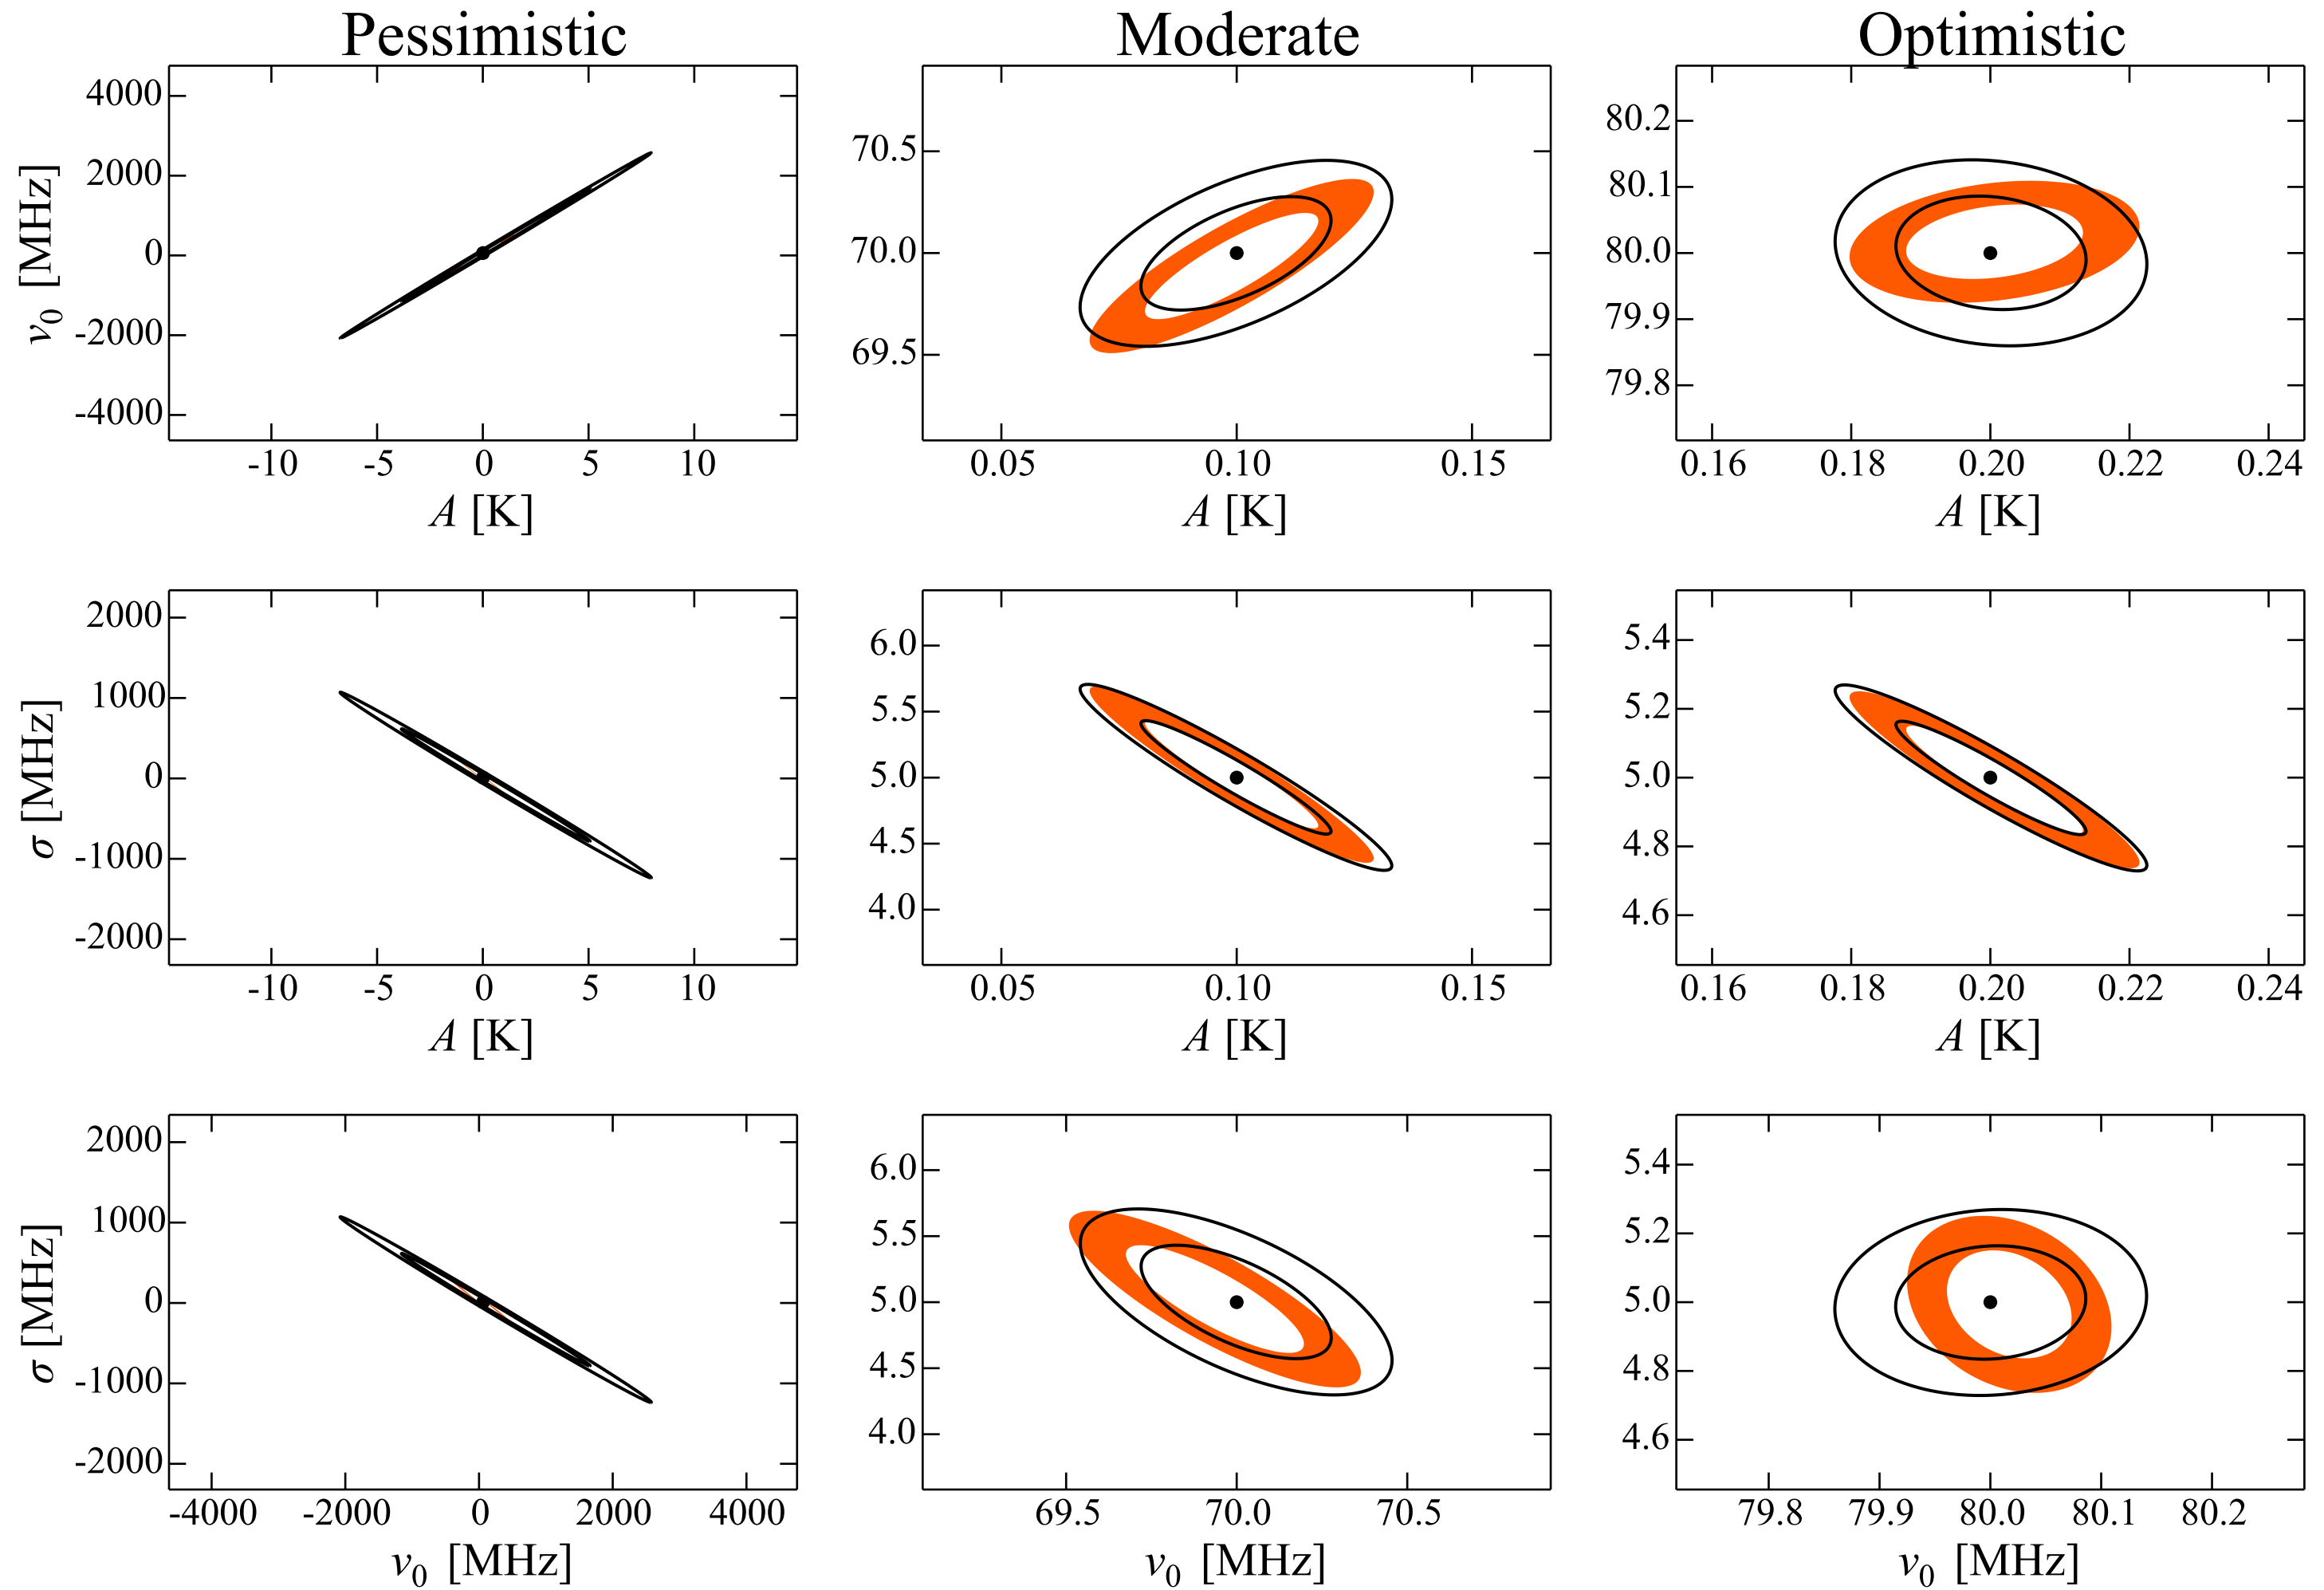 Pessimistic Moderate Optimistic
4000
2000
0
-2000
-4000
ν0 [MHz]
-10 -5 0 5 10
A [K]
70.5
70.0
69.5
0.05 0.10 0.15
A [K]
80.2
80.1
80.0
79.9
79.8
0.16 0.18 0.20 0.22 0.24
A [K]
2000
1000
0
-1000
-2000
σ [MHz]
-10 -5 0 5 10
A [K]
6.0
5.5
5.0
4.5
4.0
0.05 0.10 0.15
A [K]
5.4
5.2
5.0
4.8
4.6
0.16 0.18 0.20 0.22 0.24
A [K]
2000
1000
0
-1000
-2000
σ [MHz]
-4000 -2000 0 2000 4000
ν0 [MHz]
6.0
5.5
5.0
4.5
4.0
69.5 70.0 70.5
ν0 [MHz]
5.4
5.2
5.0
4.8
4.6
79.8 79.9 80.0 80.1 80.2
ν0 [MHz]